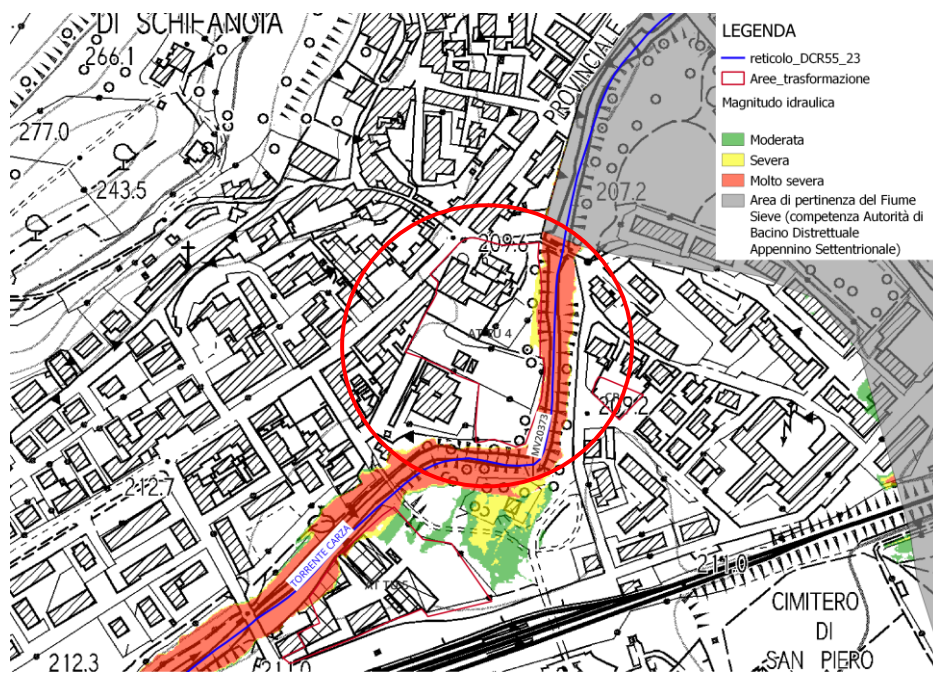 DI SCHIFANOIA
266.1
PROVINCIALE
277.0
243.5
207.2
209.6
209.2
MV20373
212.7
TORRENTE CARZA
211.0
212.3
211.0
CIMITERO
DI
SAN PIERO
LEGENDA
reticolo_DCR55_23
Aree_trasformazione
Magnitudo idraulica
Moderata
Severa
Molto severa
Area di pertinenza del Fiume
Sieve (competenza Autorità di
Bacino Distrettuale
Appennino Settentrionale)